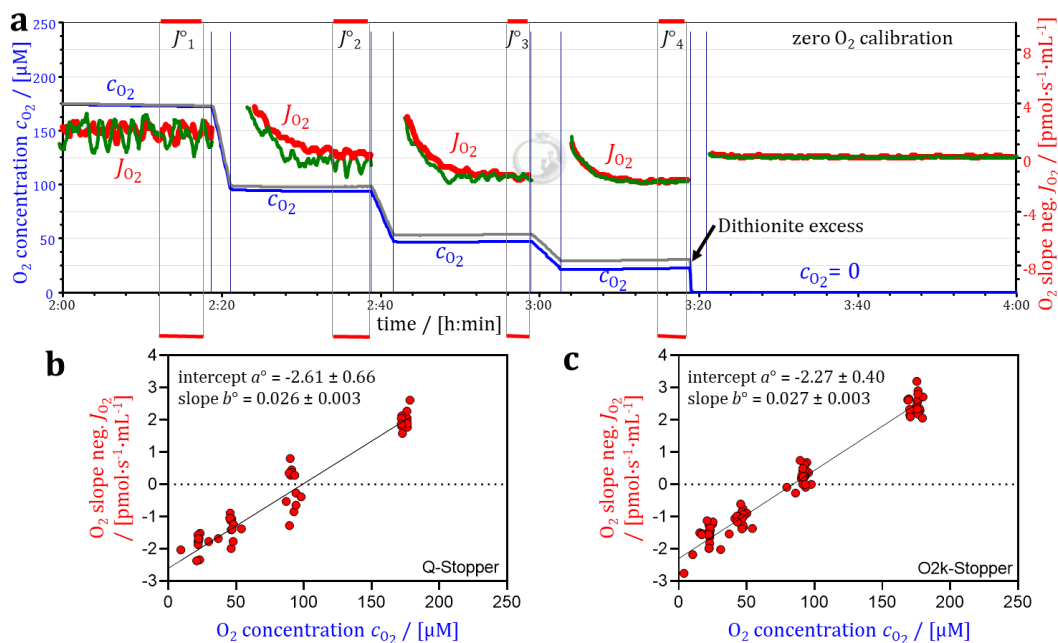 a
O₂ concentration cO₂ / [μM]
250
200
150
100
50
0
J°₁
J°₂
J°₃
J°₄
zero O₂ calibration
cO₂
JO₂
JO₂
cO₂
JO₂
cO₂
JO₂
cO₂
Dithionite excess
cO₂ = 0
8
4
0
-4
-8
O₂ slope neg. JO₂ / [pmol·s⁻¹·mL⁻¹]
2:00
2:20
2:40
3:00
3:20
3:40
4:00
time / [h:min]
b
intercept a° = -2.61 ± 0.66
slope b° = 0.026 ± 0.003
O₂ slope neg. JO₂
/ [pmol·s⁻¹·mL⁻¹]
4
3
2
1
0
-1
-2
-3
Q-Stopper
0 50 100 150 200 250
O₂ concentration cO₂ / [μM]
c
intercept a° = -2.27 ± 0.40
slope b° = 0.027 ± 0.003
O₂ slope neg. JO₂
/ [pmol·s⁻¹·mL⁻¹]
4
3
2
1
0
-1
-2
-3
O2k-Stopper
0 50 100 150 200 250
O₂ concentration cO₂ / [μM]